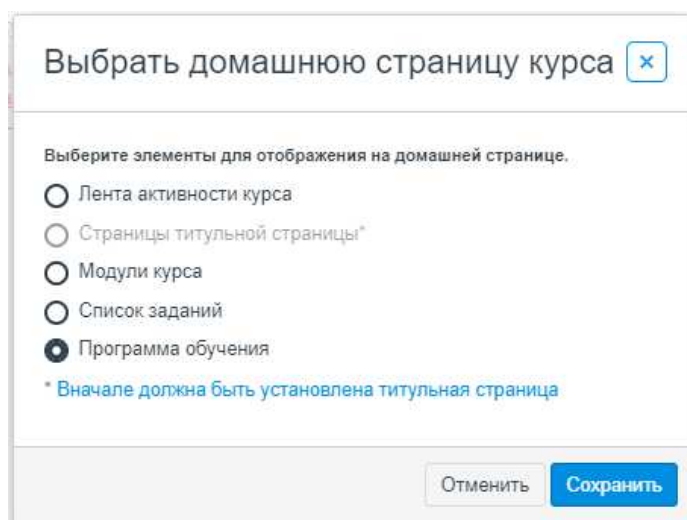 Выбрать домашнюю страницу курса ×
Выберите элементы для отображения на домашней странице.
Лента активности курса
Страницы титульной страницы*
Модули курса
Список заданий
Программа обучения
* Вначале должна быть установлена титульная страница
Отменить Сохранить